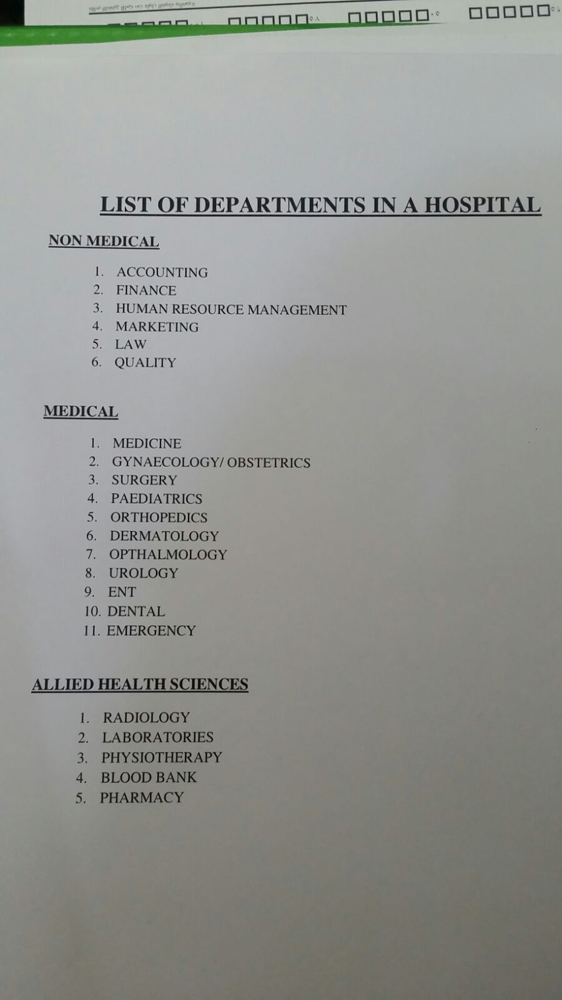 LIST OF DEPARTMENTS IN A HOSPITAL
NON MEDICAL
1. ACCOUNTING
2. FINANCE
3. HUMAN RESOURCE MANAGEMENT
4. MARKETING
5. LAW
6. QUALITY
MEDICAL
1. MEDICINE
2. GYNAECOLOGY/ OBSTETRICS
3. SURGERY
4. PAEDIATRICS
5. ORTHOPEDICS
6. DERMATOLOGY
7. OPTHALMOLOGY
8. UROLOGY
9. ENT
10. DENTAL
11. EMERGENCY
ALLIED HEALTH SCIENCES
1. RADIOLOGY
2. LABORATORIES
3. PHYSIOTHERAPY
4. BLOOD BANK
5. PHARMACY